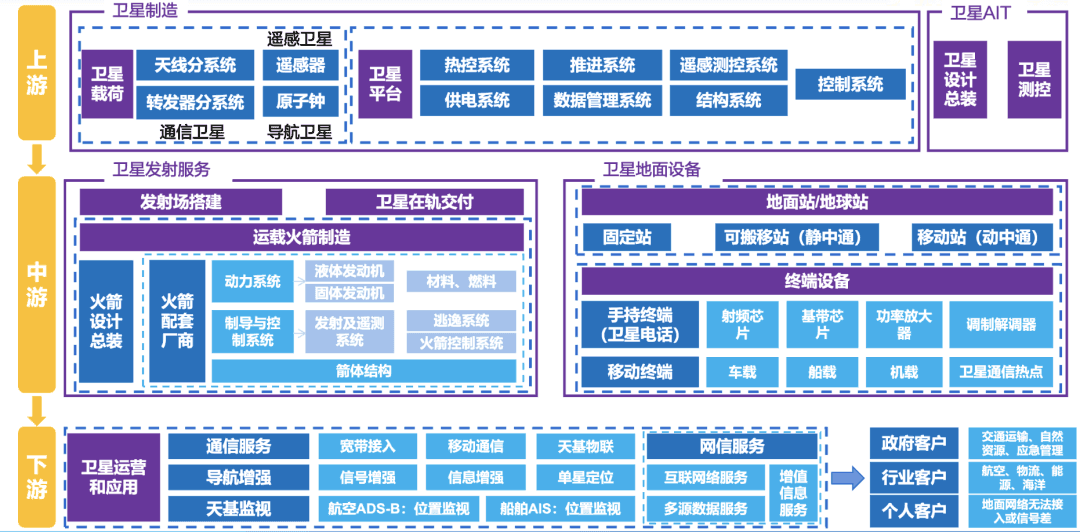 上游
卫星制造
卫星载荷
天线分系统
转发器分系统
通信卫星
遥感卫星
遥感器
原子钟
导航卫星
卫星平台
热控系统
推进系统
遥感测控系统
控制系统
供电系统
数据管理系统
结构系统
卫星AIT
卫星设计总装
卫星测控
中游
卫星发射服务
发射场搭建
卫星在轨交付
运载火箭制造
火箭设计总装
火箭配套厂商
动力系统
液体发动机
固体发动机
材料、燃料
制导与控制系统
发射及遥测系统
逃逸系统
火箭控制系统
箭体结构
卫星地面设备
地面站/地球站
固定站
可搬移站（静中通）
移动站（动中通）
终端设备
手持终端
（卫星电话）
射频芯片
基带芯片
功率放大器
调制解调器
移动终端
车载
船载
机载
卫星通信热点
下游
卫星运营和应用
通信服务
宽带接入
移动通信
天基物联
导航增强
信号增强
信息增强
单星定位
天基监视
航空ADS-B：位置监视
船舶AIS：位置监视
网信服务
互联网络服务
多源数据服务
增值信息服务
政府客户
交通运输、自然
资源、应急管理
行业客户
航空、物流、能
源、海洋
个人客户
地面网络无法接
入或信号差